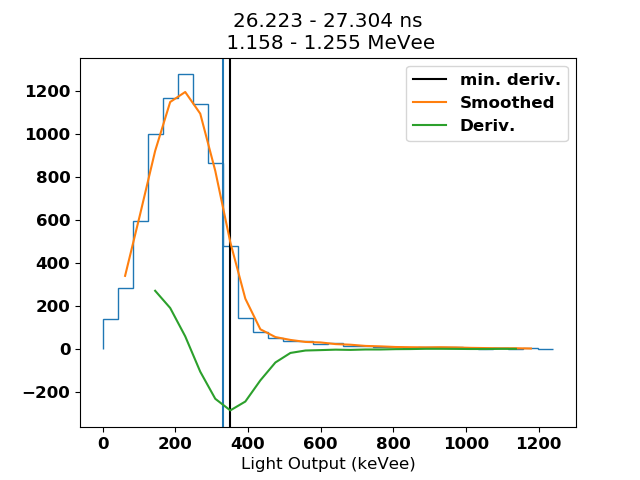 26.223 - 27.304 ns
1.158 - 1.255 MeVee
min. deriv.
Smoothed
Deriv.
1200
1000
800
600
400
200
0
−200
0 200 400 600 800 1000 1200
Light Output (keVee)